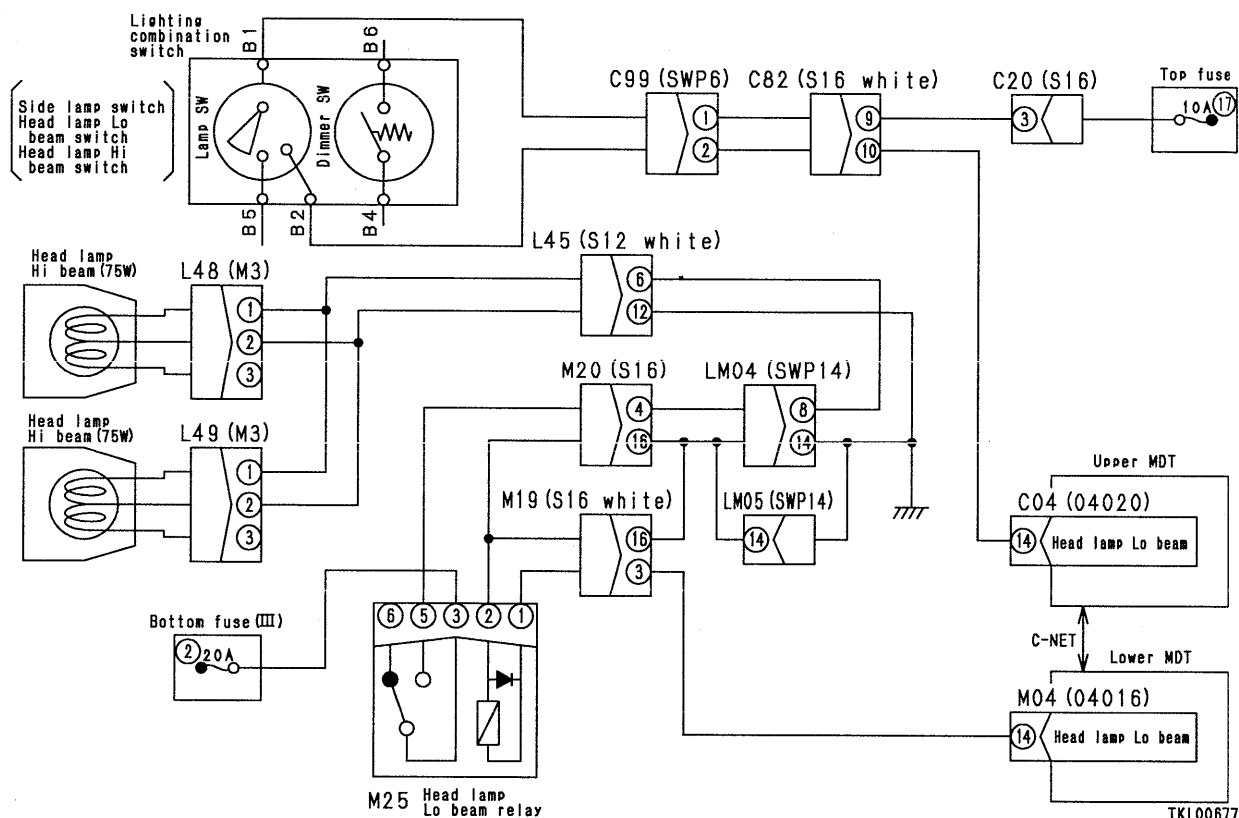 Lighting
combination
switch
B1
B6
Side lamp switch
Head lamp Lo
beam switch
Head lamp Hi
beam switch
Lamp SW
Dimmer SW
B5
B2
B4
C99 (SWP6)
1
2
C82 (S16 white)
9
10
C20 (S16)
3
Top fuse
10A 17
Head lamp
Hi beam (75W)
L48 (M3)
1
2
3
L45 (S12 white)
6
12
Head lamp
Hi beam (75W)
L49 (M3)
1
2
3
M20 (S16)
4
16
LM04 (SWP14)
8
14
M19 (S16 white)
16
3
LM05 (SWP14)
14
Upper MDT
C04 (04020)
14 Head lamp Lo beam
C-NET
Lower MDT
M04 (04016)
14 Head lamp Lo beam
Bottom fuse (III)
2 20A
6 5 3 2 1
M25 Head lamp
Lo beam relay
TKL00677